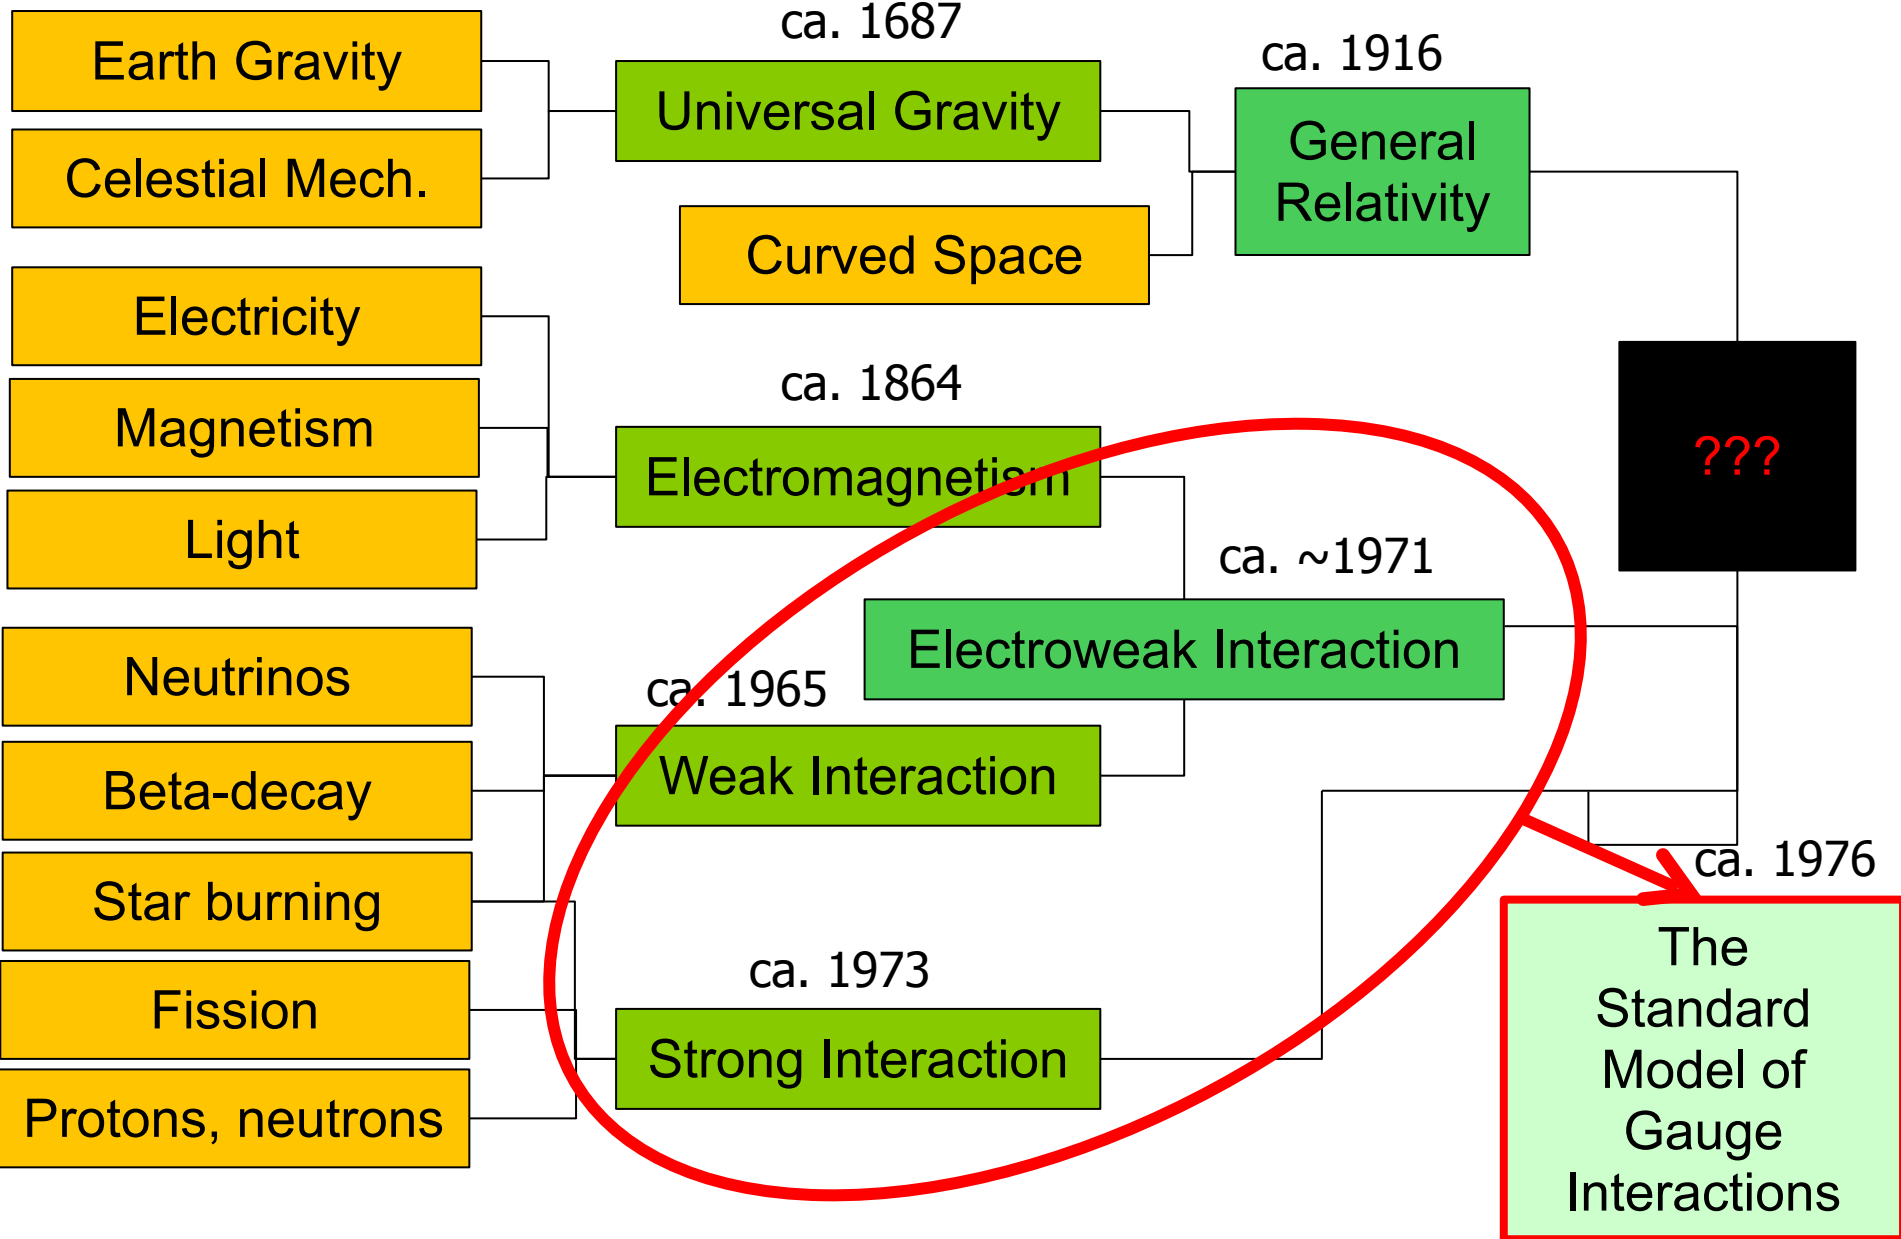 ca. 1687
ca. 1916
Earth Gravity
Universal Gravity
General
Relativity
Celestial Mech.
Curved Space
Electricity
ca. 1864
Magnetism
Electromagnetism
???
Light
ca. ~1971
Neutrinos
ca. 1965
Electroweak Interaction
Beta-decay
Weak Interaction
ca. 1976
Star burning
ca. 1973
Fission
Strong Interaction
Protons, neutrons
The
Standard
Model of
Gauge
Interactions